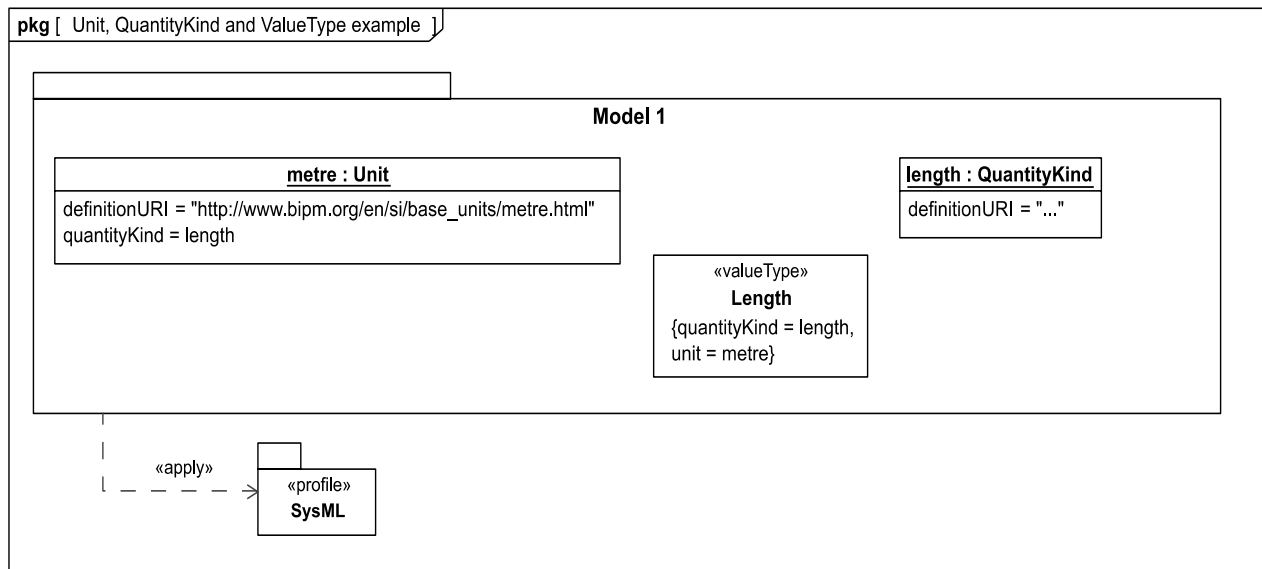 pkg [ Unit, QuantityKind and ValueType example ]
Model 1
metre : Unit
definitionURI = "http://www.bipm.org/en/si/base_units/metre.html"
quantityKind = length
length : QuantityKind
definitionURI = "..."
«valueType»
Length
{quantityKind = length,
unit = metre}
«apply»
«profile»
SysML